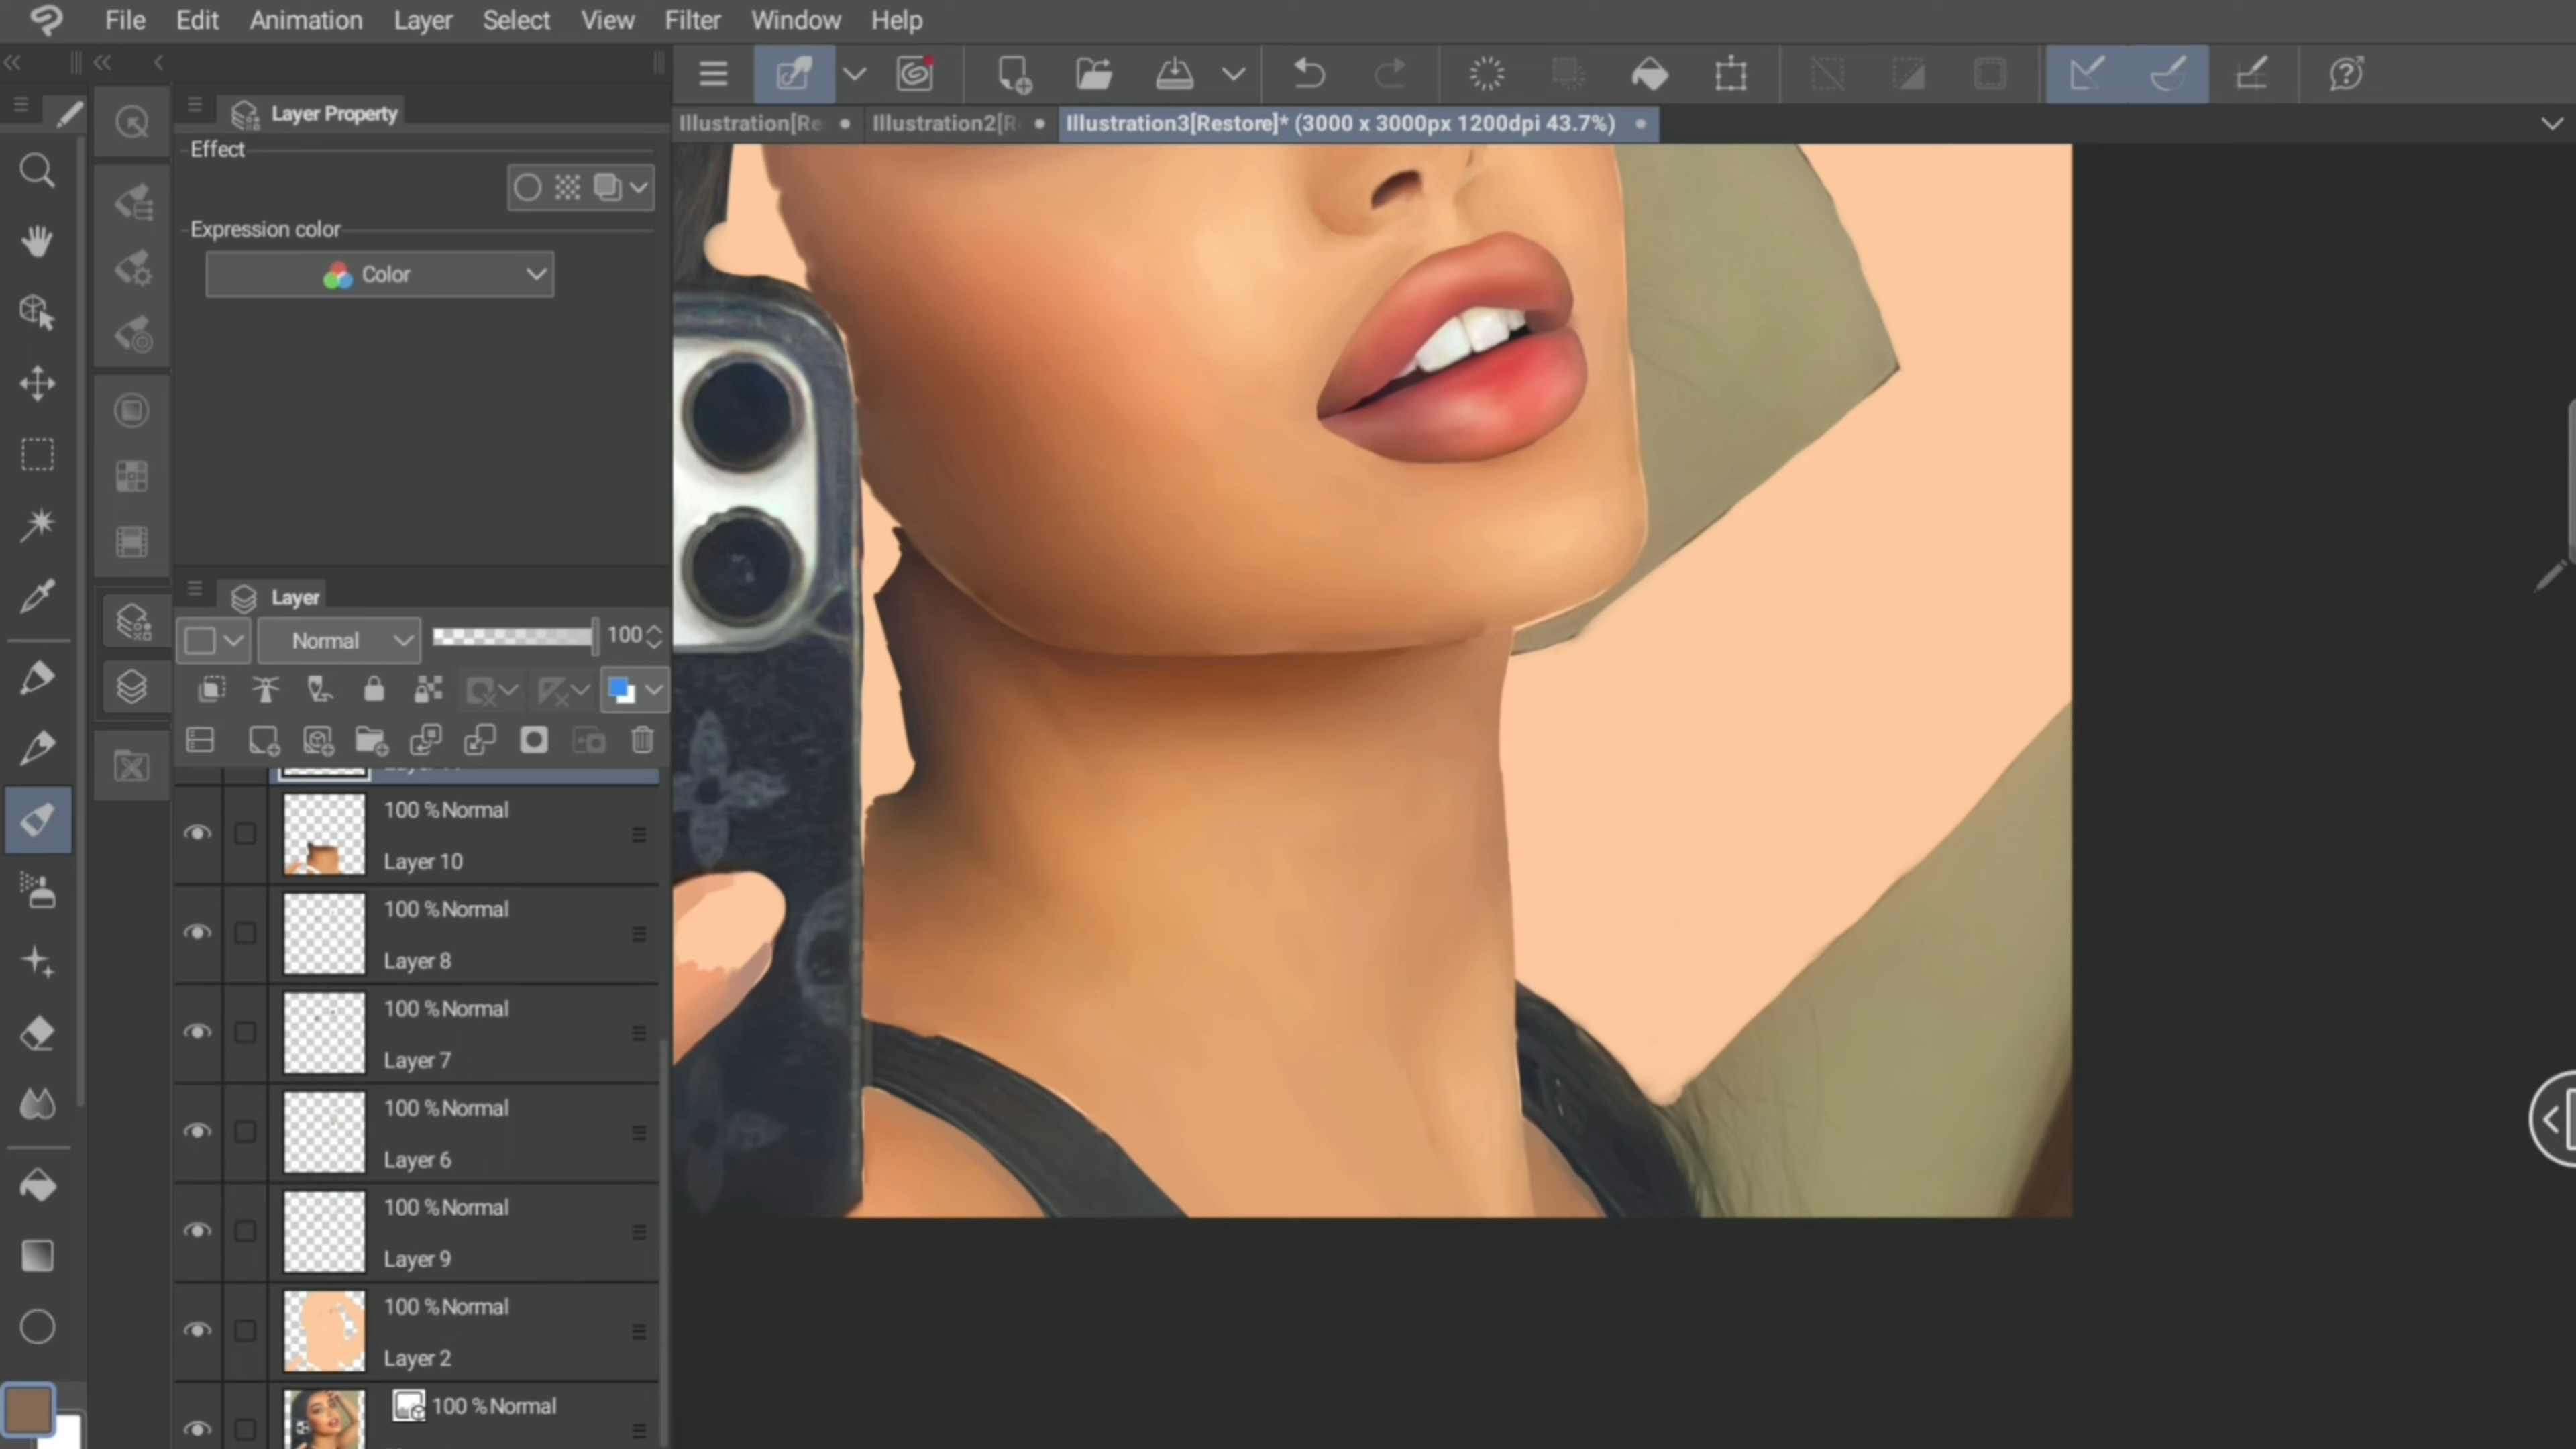 File Edit Animation Layer Select View Filter Window Help
Illustration[Re Illustration2[R Illustration3[Restore]* (3000 x 3000px 1200dpi 43.7%)
Layer Property
Effect
Expression color
Color
Layer
Normal 100
100 %Normal
Layer 10
100 %Normal
Layer 8
100 %Normal
Layer 7
100 %Normal
Layer 6
100 %Normal
Layer 9
100 %Normal
Layer 2
100 %Normal